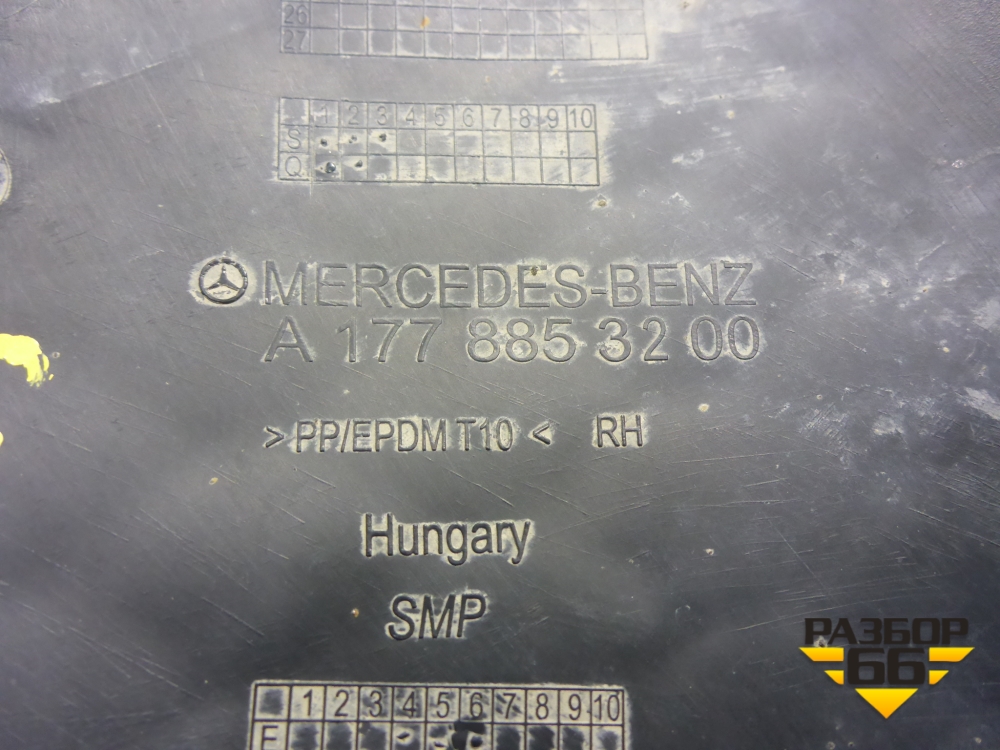 26
27
1 2 3 4 5 6 7 8 9 10
S
Q
MERCEDES-BENZ
A 177 885 32 00
>PP/EPDM T10< RH
Hungary
SMP
1 2 3 4 5 6 7 8 9 10
E
РАЗБОР
66